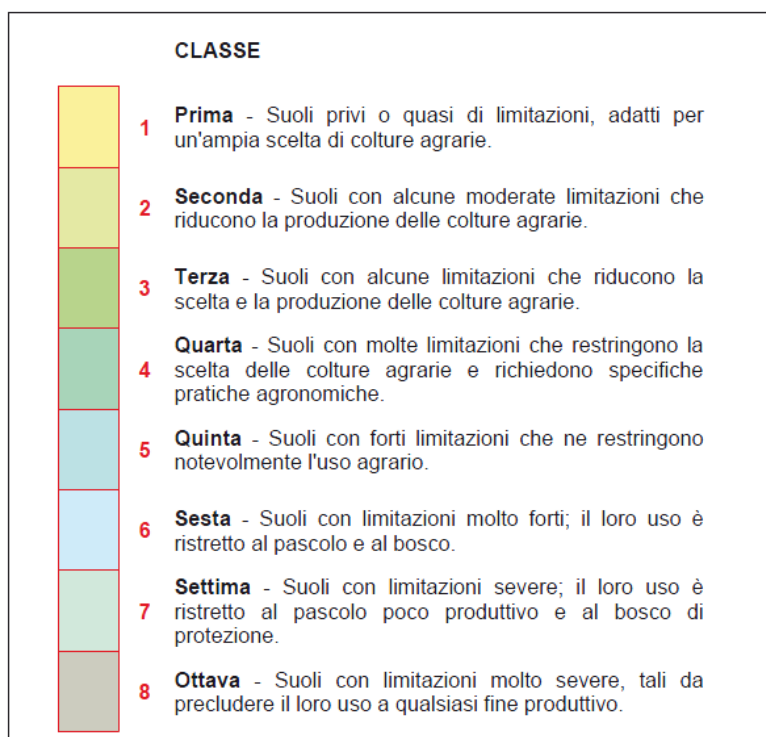 CLASSE
1 Prima - Suoli privi o quasi di limitazioni, adatti per
un'ampia scelta di colture agrarie.
2 Seconda - Suoli con alcune moderate limitazioni che
riducono la produzione delle colture agrarie.
3 Terza - Suoli con alcune limitazioni che riducono la
scelta e la produzione delle colture agrarie.
4 Quarta - Suoli con molte limitazioni che restringono la
scelta delle colture agrarie e richiedono specifiche
pratiche agronomiche.
5 Quinta - Suoli con forti limitazioni che ne restringono
notevolmente l'uso agrario.
6 Sesta - Suoli con limitazioni molto forti; il loro uso è
ristretto al pascolo e al bosco.
7 Settima - Suoli con limitazioni severe; il loro uso è
ristretto al pascolo poco produttivo e al bosco di
protezione.
8 Ottava - Suoli con limitazioni molto severe, tali da
precludere il loro uso a qualsiasi fine produttivo.